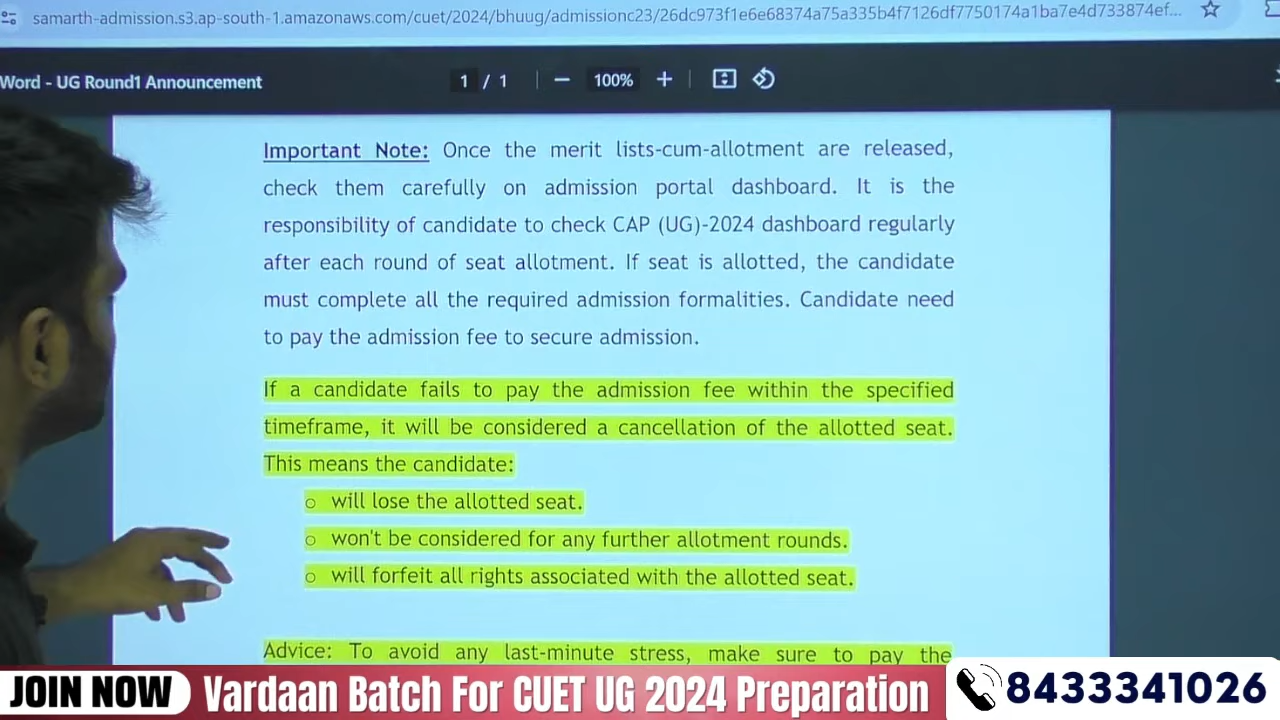 samarth-admission.s3.ap-south-1.amazonaws.com/cuet/2024/bhuug/admissionc23/26dc973f1e6e68374a75a335b4f7126df7750174a1ba7e4d733874ef...
Word - UG Round1 Announcement 1 / 1 100%
Important Note: Once the merit lists-cum-allotment are released,
check them carefully on admission portal dashboard. It is the
responsibility of candidate to check CAP (UG)-2024 dashboard regularly
after each round of seat allotment. If seat is allotted, the candidate
must complete all the required admission formalities. Candidate need
to pay the admission fee to secure admission.
If a candidate fails to pay the admission fee within the specified
timeframe, it will be considered a cancellation of the allotted seat.
This means the candidate:
o will lose the allotted seat.
o won't be considered for any further allotment rounds.
o will forfeit all rights associated with the allotted seat.
Advice: To avoid any last-minute stress, make sure to pay the
JOIN NOW Vardaan Batch For CUET UG 2024 Preparation 8433341026